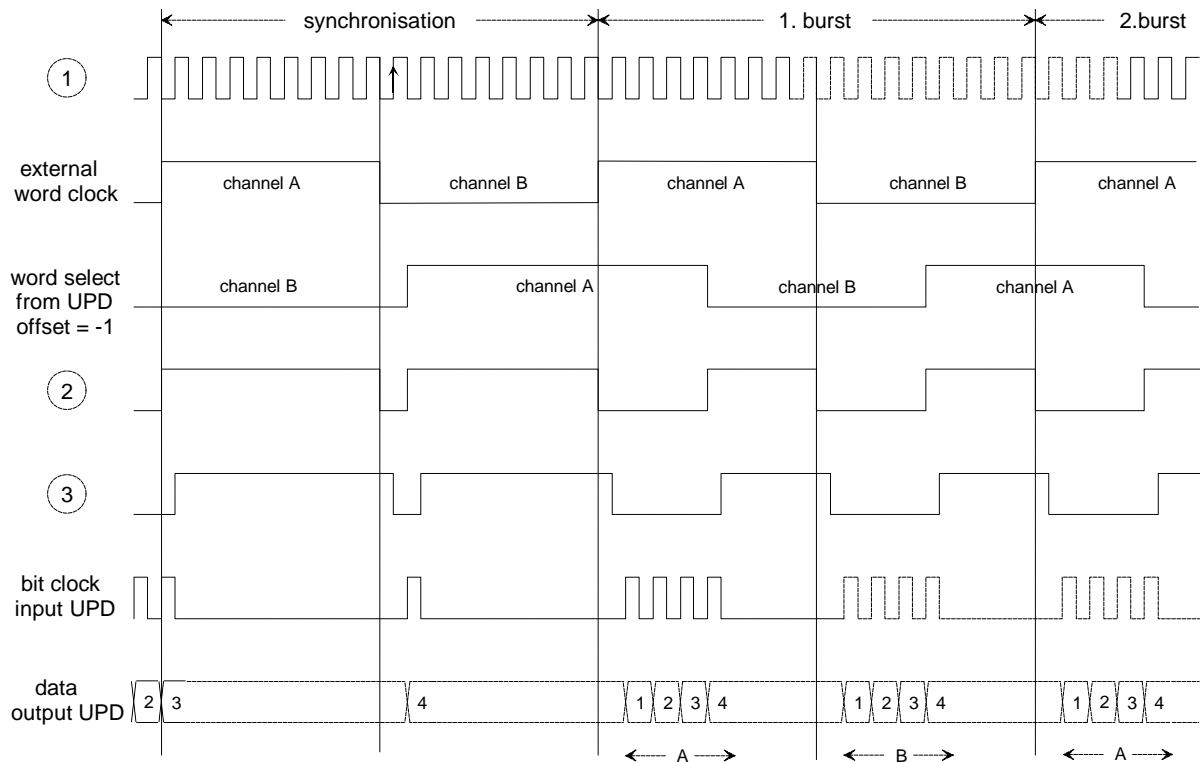 synchronisation 1. burst 2.burst
1
external
word clock
channel A channel B channel A channel B channel A
word select
from UPD
offset = -1
channel B channel A channel B channel A
2
3
bit clock
input UPD
data
output UPD
2 3 4 1 2 3 4 1 2 3 4 1 2 3 4
A B A